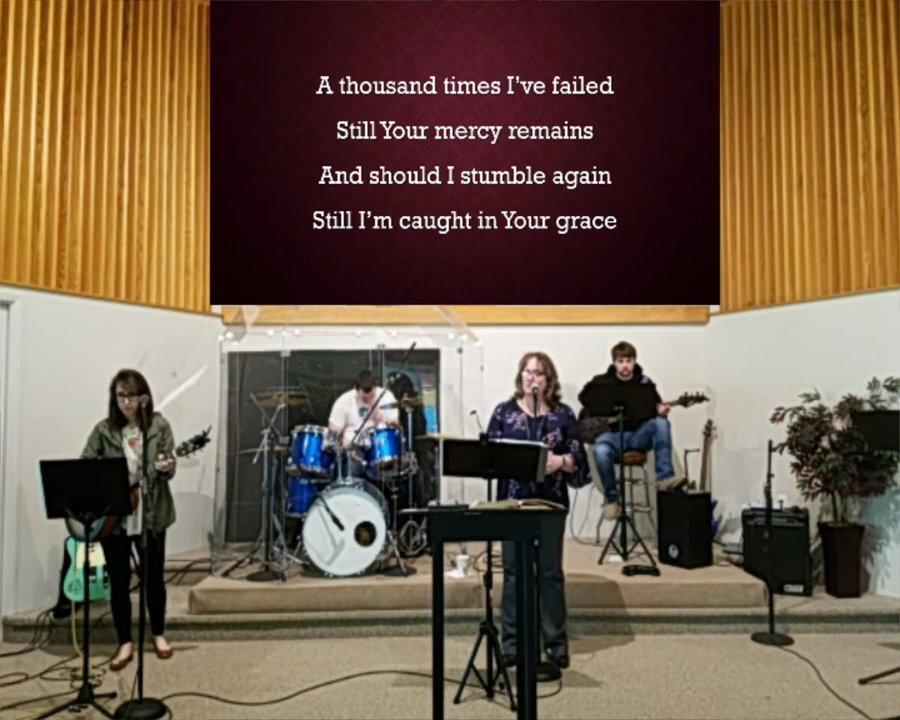 A thousand times I've failed
Still Your mercy remains
And should I stumble again
Still I'm caught in Your grace